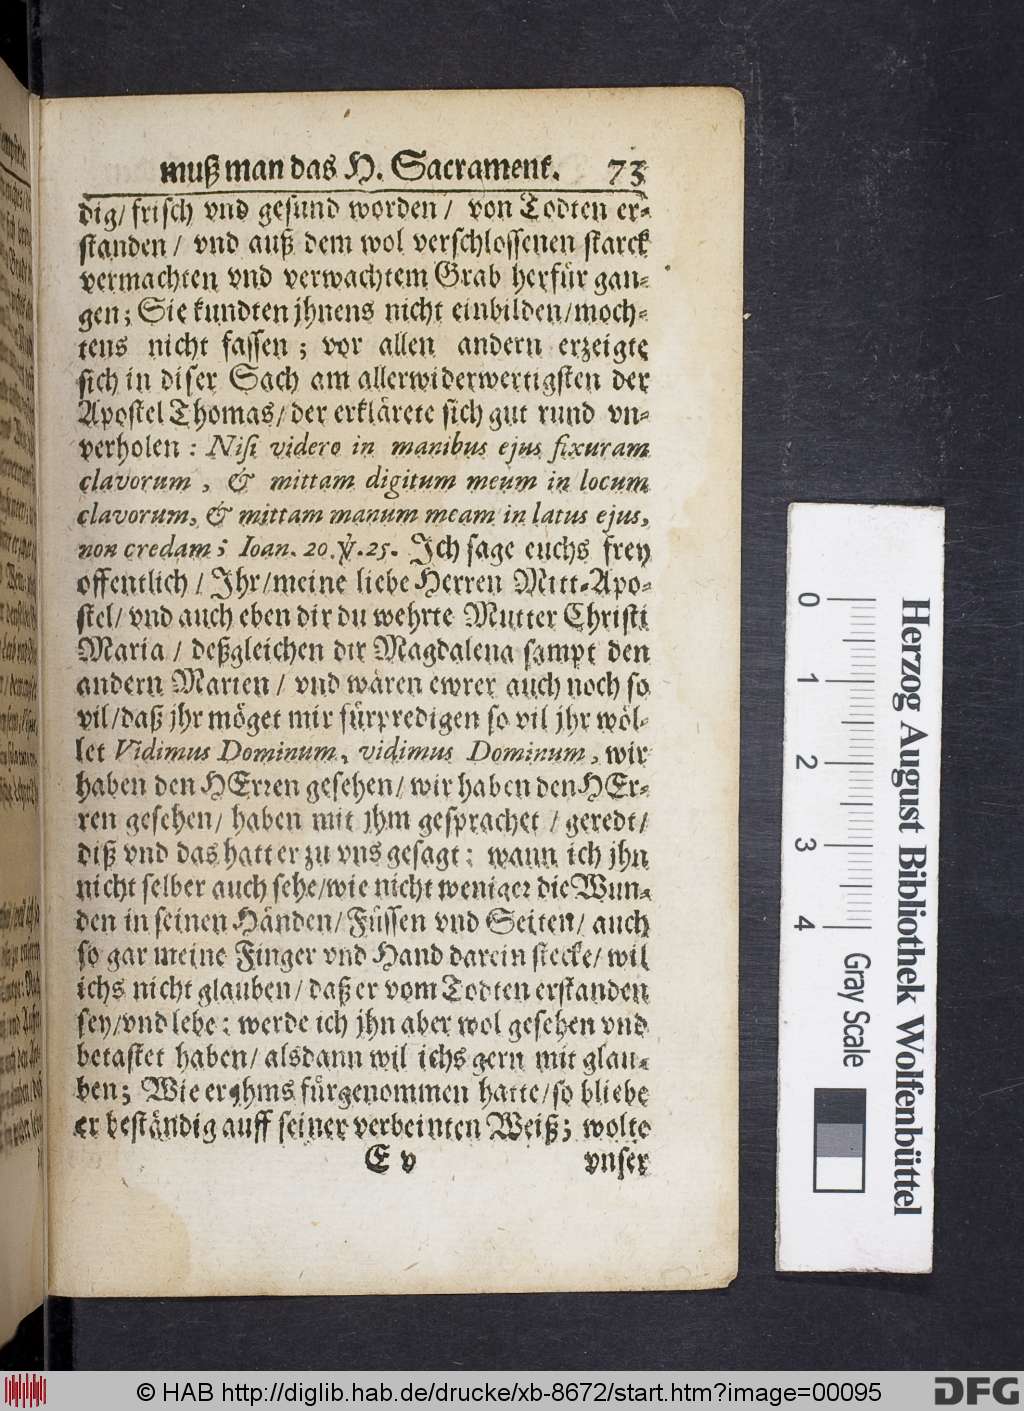 muß man das H. Sacrament. 73
dig/ frisch vnd gesund worden/ von Todten er-
standen/ vnd auß dem wol verschlossenen starck
vermachten vnd verwachtem Grab herfür gan-
gen; Sie kundten jhnens nicht einbilden/moch-
tens nicht fassen; vor allen andern erzeigte
sich in diser Sach am allerwiderwertigsten der
Apostel Thomas/ der erklärete sich gut rund vn-
verholen: Nisi videro in manibus ejus fixuram
clavorum, & mittam digitum meum in locum
clavorum, & mittam manum meam in latus ejus,
non credam; Ioan. 20. ℣. 25. Ich sage euchs frey
offentlich/ Ihr/meine liebe Herren Mitt-Apo-
stel/ vnd auch eben dir du wehrte Mutter Christi
Maria/ deßgleichen dir Magdalena sampt den
andern Marien/ vnd wären ewrer auch noch so
vil/daß jhr möget mir fürpredigen so vil jhr wöl-
let Vidimus Dominum, vidimus Dominum, wir
haben den HErren gesehen/ wir haben den HEr-
ren gesehen/ haben mit jhm gesprachet/ geredt/
diß vnd das hatt er zu vns gesagt: wann ich jhn
nicht selber auch sehe/wie nicht weniger die Wun-
den in seinen Händen/ Füssen vnd Seiten/ auch
so gar meine Finger vnd Hand darein stecke/ wil
ichs nicht glauben/ daß er vom Todten erstanden
sey/vnd lebe: werde ich jhn aber wol gesehen vnd
betastet haben/ alsdann wil ichs gern mit glau-
ben; Wie er jhms fürgenommen hatte/so bliebe
er beständig auff seiner verbeinten Weiß; wolte
E v vnser
0 1 2 3 4 Gray Scale
Herzog August Bibliothek Wolfenbüttel
© HAB http://diglib.hab.de/drucke/xb-8672/start.htm?image=00095
DFG